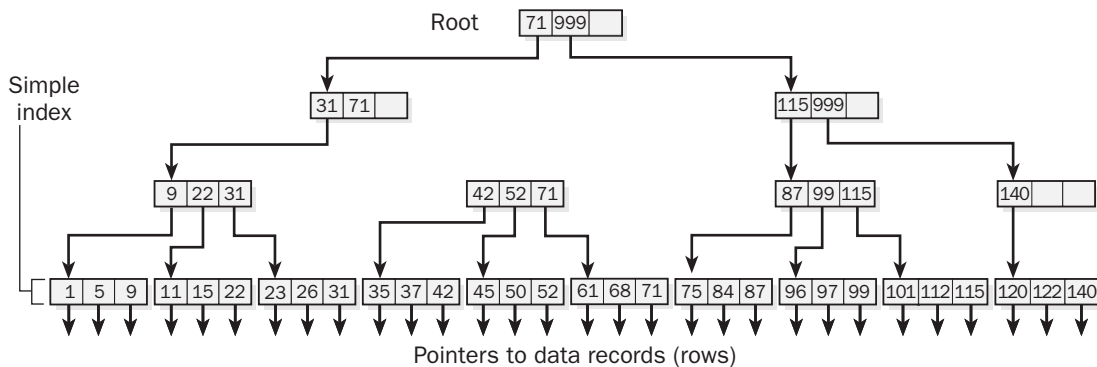 Root 71 999
Simple
index
31 71
115 999
9 22 31
42 52 71
87 99 115
140
1 5 9
11 15 22
23 26 31
35 37 42
45 50 52
61 68 71
75 84 87
96 97 99
101 112 115
120 122 140
Pointers to data records (rows)